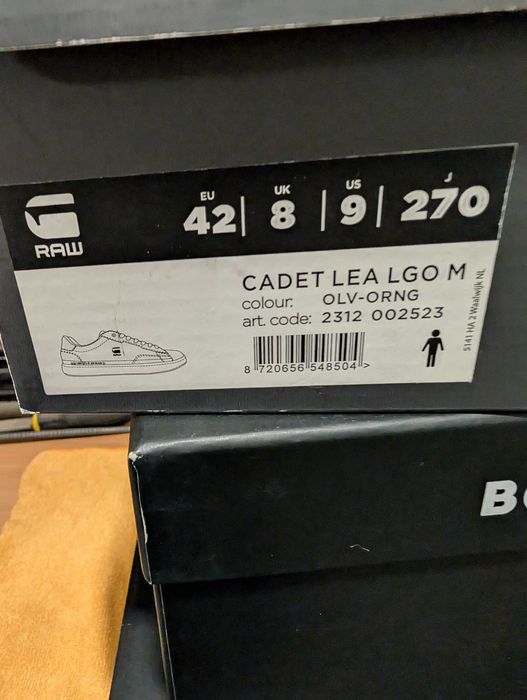 EU UK US J
42 | 8 | 9 | 270
RAW
CADET LEA LGO M
colour: OLV-ORNG
art. code: 2312 002523
8 720656 548504 >
5141 HA 2 Waalwijk NL